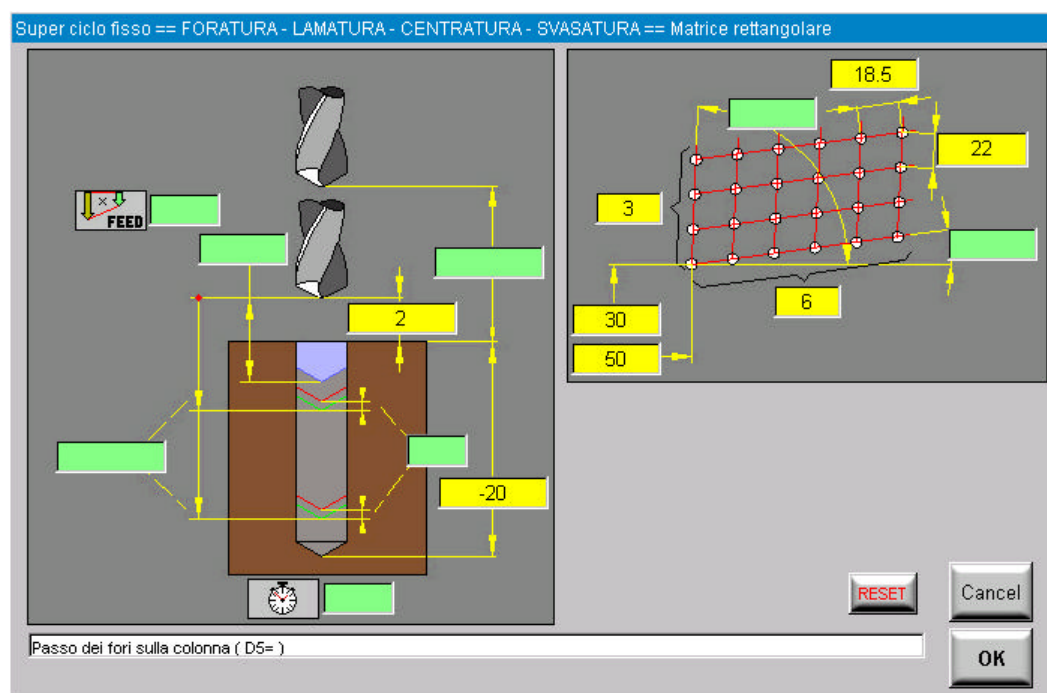 Super ciclo fisso == FORATURA - LAMATURA - CENTRATURA - SVASATURA == Matrice rettangolare
18.5
22
3
×
FEED
6
2
30
50
-20
RESET
Cancel
Passo dei fori sulla colonna ( D5= )
OK